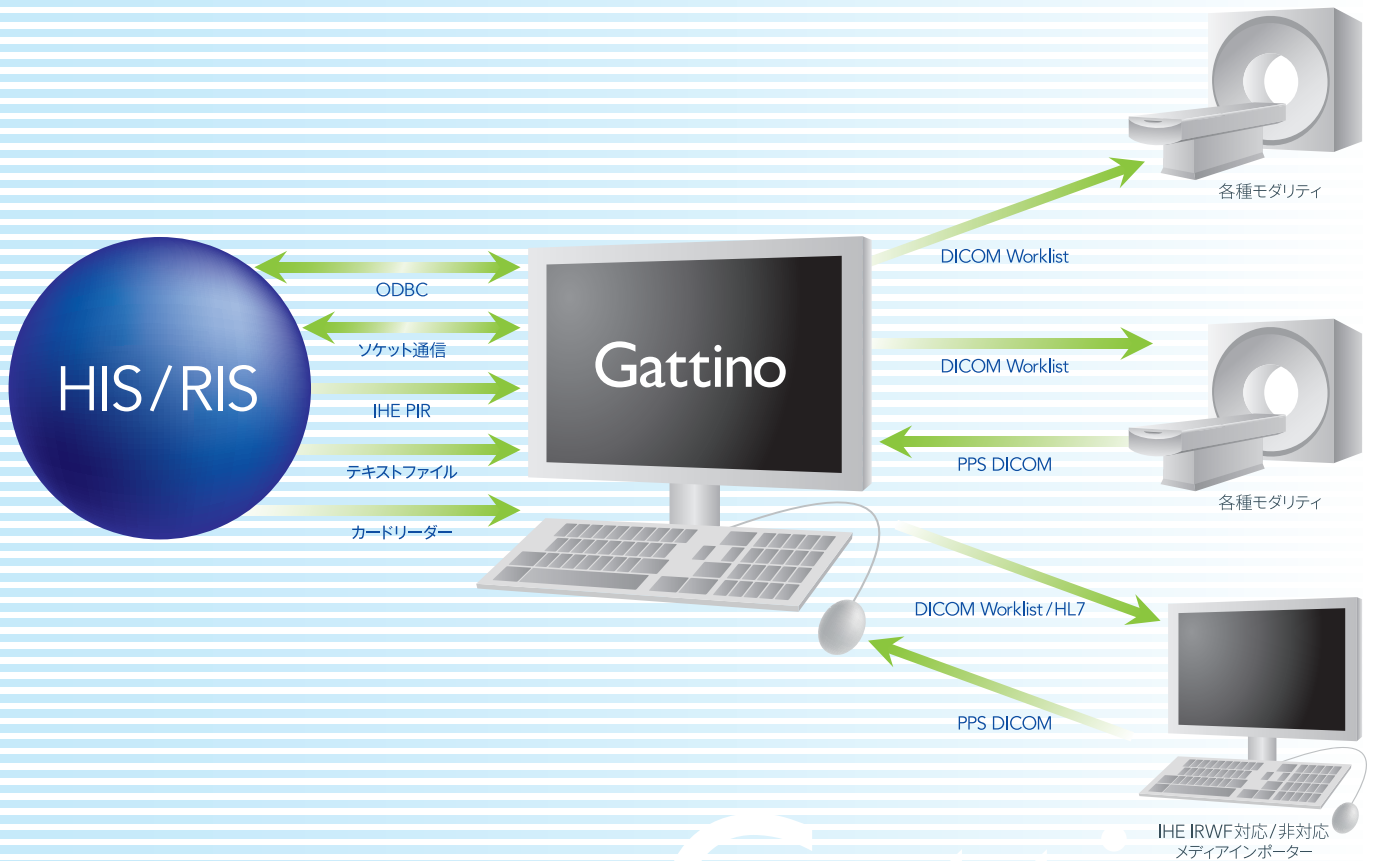 各種モダリティ
DICOM Worklist
ODBC
ソケット通信
HIS/RIS
Gattino
DICOM Worklist
IHE PIR
PPS DICOM
テキストファイル
各種モダリティ
カードリーダー
DICOM Worklist/HL7
PPS DICOM
IHE IRWF対応/非対応
メディアインポーター